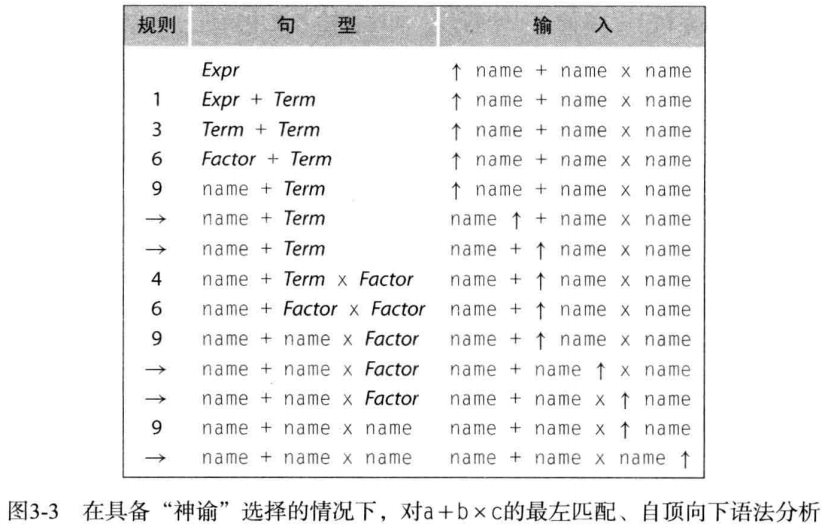 规则 句 型 输 入
Expr ↑ name + name x name
1 Expr + Term ↑ name + name x name
3 Term + Term ↑ name + name x name
6 Factor + Term ↑ name + name x name
9 name + Term ↑ name + name x name
→ name + Term name ↑ + name x name
→ name + Term name + ↑ name x name
4 name + Term x Factor name + ↑ name x name
6 name + Factor x Factor name + ↑ name x name
9 name + name x Factor name + ↑ name x name
→ name + name x Factor name + name ↑ x name
→ name + name x Factor name + name x ↑ name
9 name + name x name name + name x ↑ name
→ name + name x name name + name x name ↑
图3-3 在具备“神谕”选择的情况下，对a+b×c的最左匹配、自顶向下语法分析